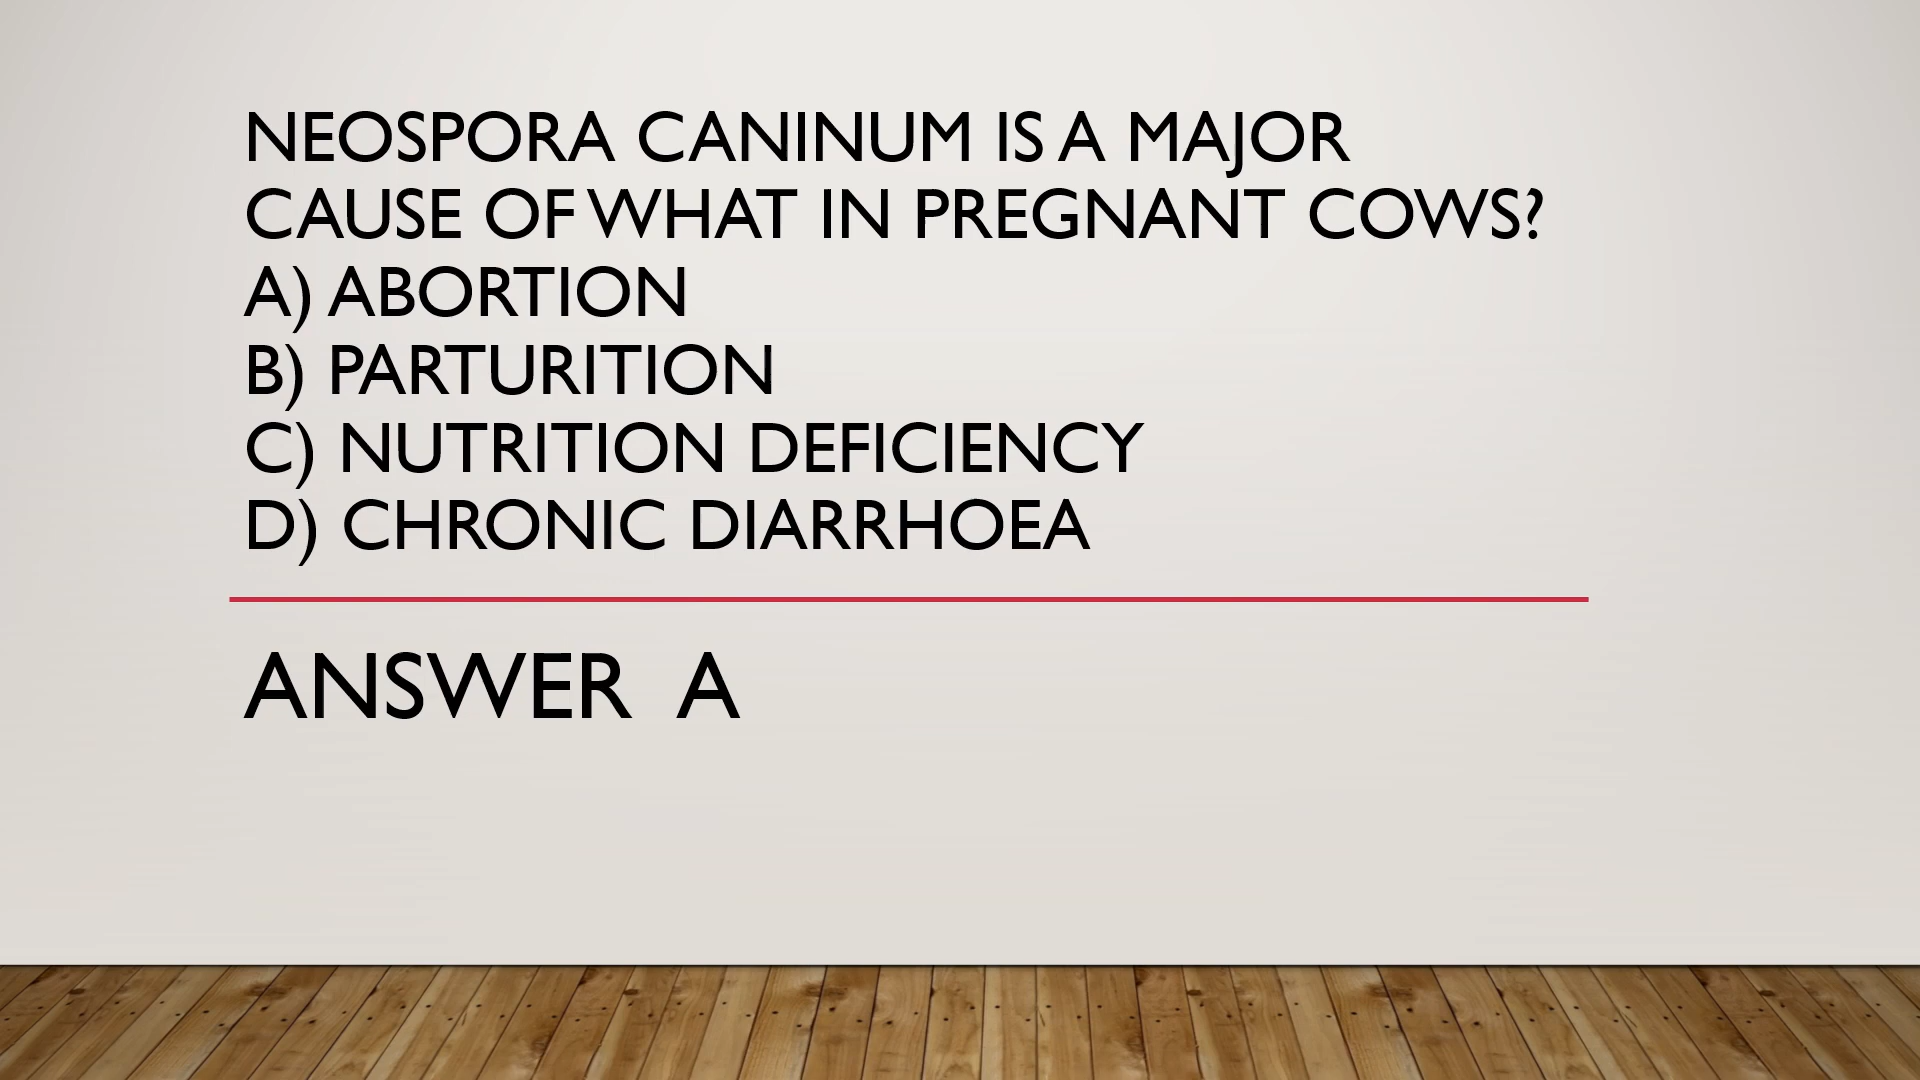 NEOSPORA CANINUM IS A MAJOR
CAUSE OF WHAT IN PREGNANT COWS?
A) ABORTION
B) PARTURITION
C) NUTRITION DEFICIENCY
D) CHRONIC DIARRHOEA
ANSWER A